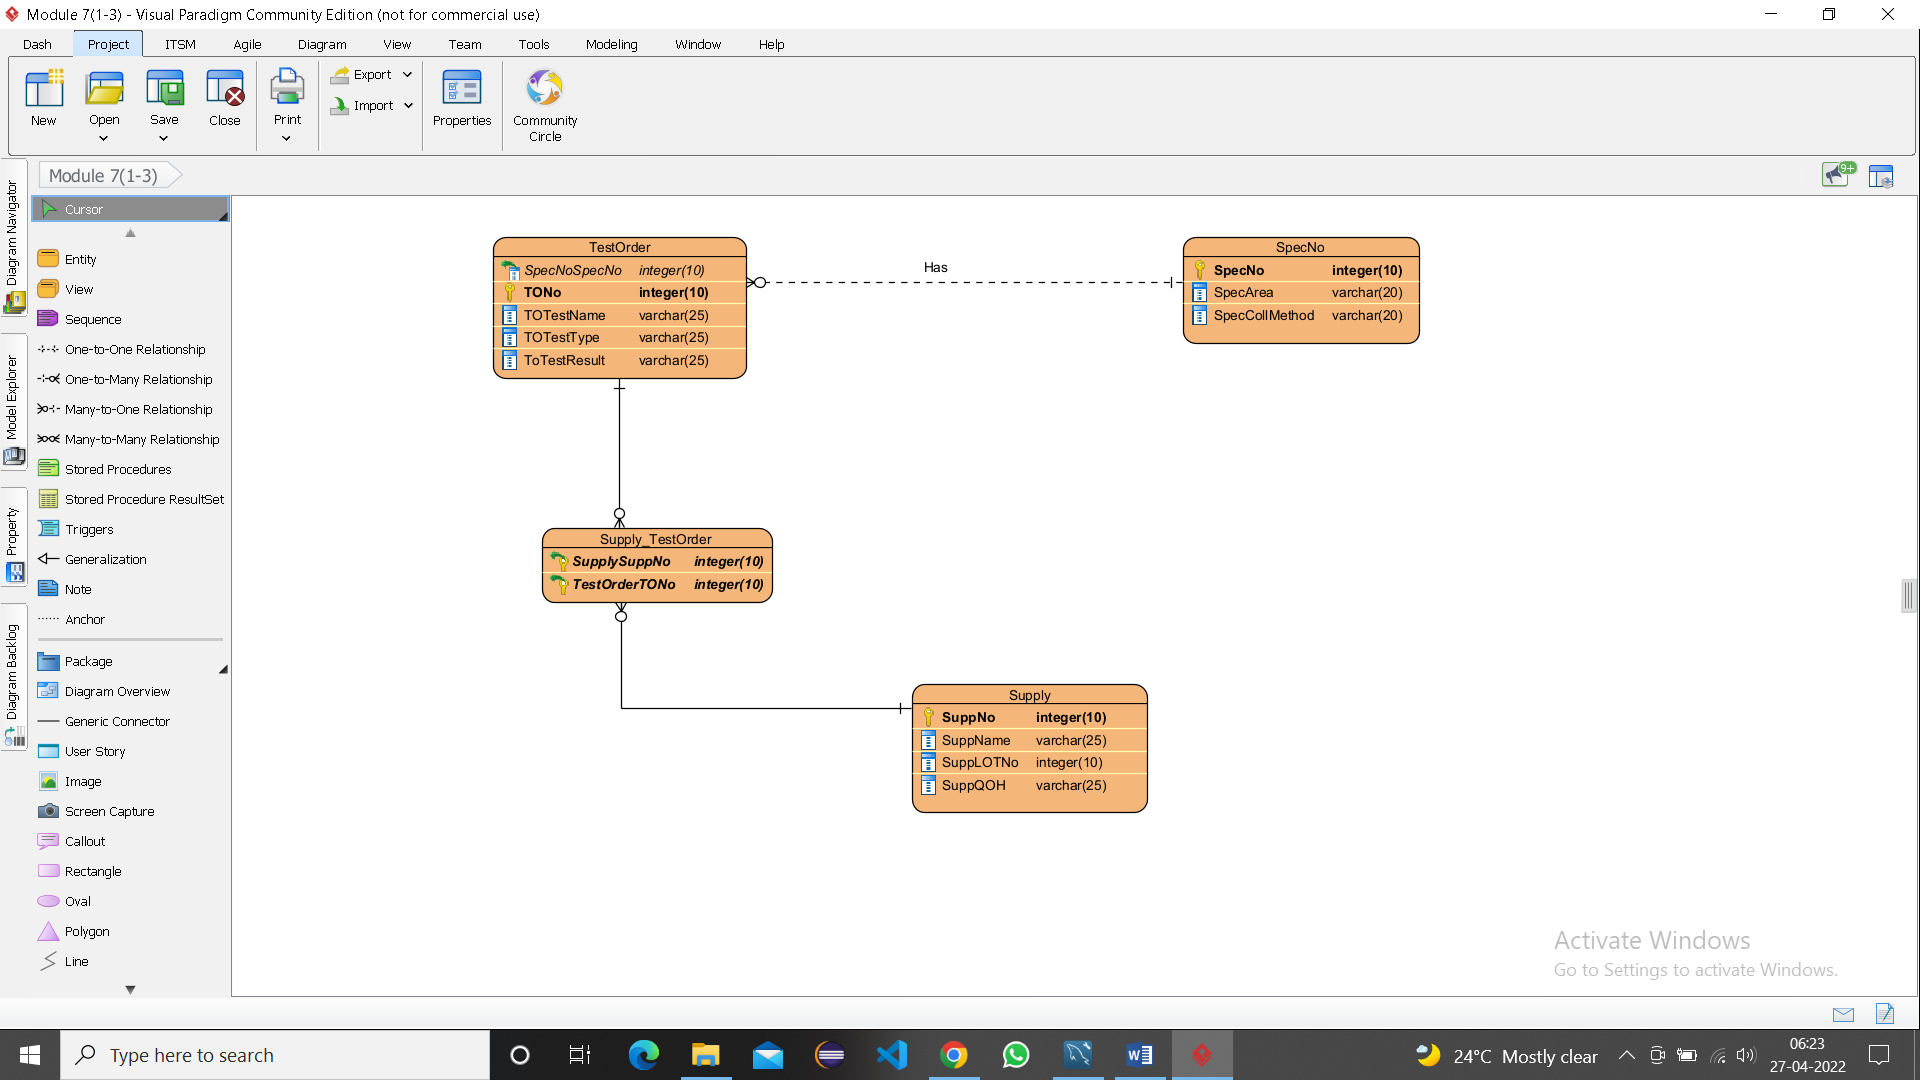 Module 7(1-3) - Visual Paradigm Community Edition (not for commercial use)
Dash Project ITSM Agile Diagram View Team Tools Modeling Window Help
New Open Save Close Print Export Import Properties Community Circle
Module 7(1-3)
9+
Diagram Navigator
Model Explorer
Property
Diagram Backlog
Cursor
Entity
View
Sequence
One-to-One Relationship
One-to-Many Relationship
Many-to-One Relationship
Many-to-Many Relationship
Stored Procedures
Stored Procedure ResultSet
Triggers
Generalization
Note
Anchor
Package
Diagram Overview
Generic Connector
User Story
Image
Screen Capture
Callout
Rectangle
Oval
Polygon
Line
TestOrder
SpecNoSpecNo integer(10)
TONo integer(10)
TOTestName varchar(25)
TOTestType varchar(25)
ToTestResult varchar(25)
Has
SpecNo
SpecNo integer(10)
SpecArea varchar(20)
SpecCollMethod varchar(20)
Supply_TestOrder
SupplySuppNo integer(10)
TestOrderTONo integer(10)
Supply
SuppNo integer(10)
SuppName varchar(25)
SuppLOTNo integer(10)
SuppQOH varchar(25)
Activate Windows
Go to Settings to activate Windows.
Type here to search
24°C Mostly clear
06:23
27-04-2022